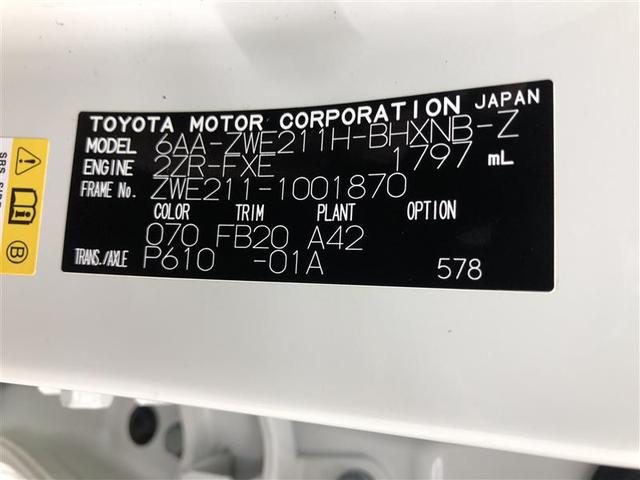 TOYOTA MOTOR CORPORATION JAPAN
MODEL 6AA-ZWE211H-BHXNB-Z
ENGINE 2ZR-FXE 1797 mL
FRAME No. ZWE211-1001870
COLOR TRIM PLANT OPTION
070 FB20 A42
TRANS./AXLE P610 -01A 578
B